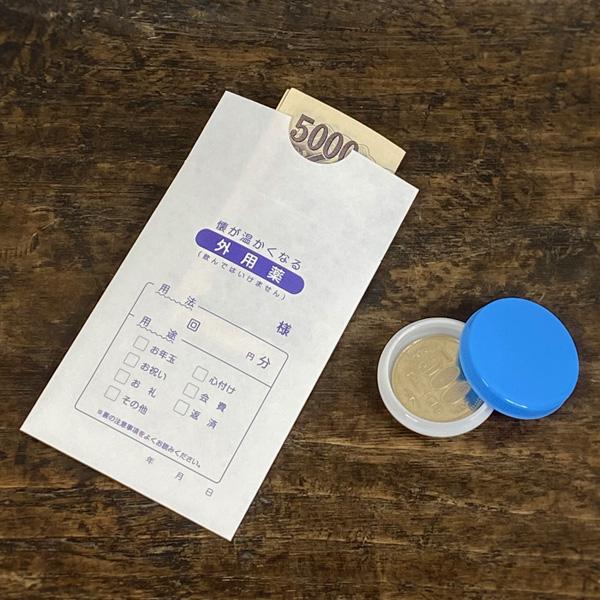 5000
懐が温かくなる
外用薬
(飲んではいけません)
様
用法
回 円分
用途
お年玉
お祝い
お礼
その他
心付け
会費
返済
※裏の注意事項をよくお読みください。
年 月 日
500